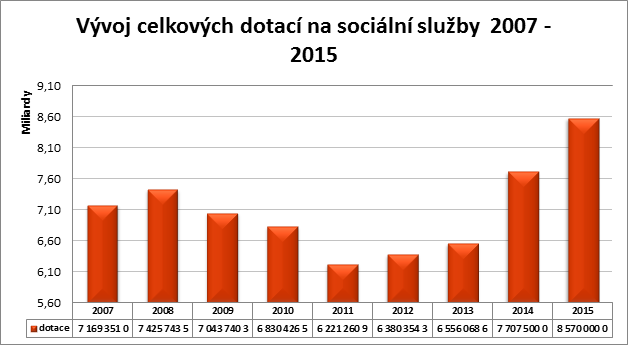 Vývoj celkových dotací na sociální služby 2007 -
2015
Miliardy
9,10
8,60
8,10
7,60
7,10
6,60
6,10
5,60
2007 2008 2009 2010 2011 2012 2013 2014 2015
dotace 7 169 351 0 7 425 743 5 7 043 740 3 6 830 426 5 6 221 260 9 6 380 354 3 6 556 068 6 7 707 500 0 8 570 000 0